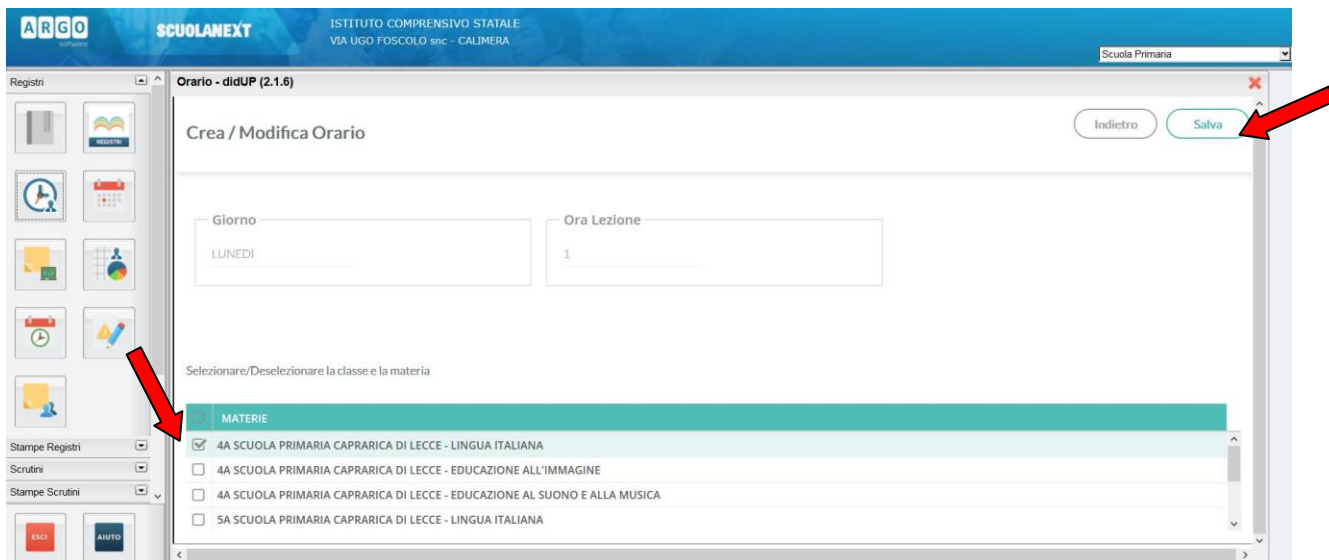 ARGO
software
SCUOLANEXT
ISTITUTO COMPRENSIVO STATALE
VIA UGO FOSCOLO snc - CALIMERA
Scuola Primaria
Registri
REGISTRI
Stampe Registri
Scrutini
Stampe Scrutini
ESCI
AIUTO
Orario - didUP (2.1.6)
Crea / Modifica Orario
Indietro
Salva
Giorno
LUNEDI
Ora Lezione
1
Selezionare/Deselezionare la classe e la materia
MATERIE
4A SCUOLA PRIMARIA CAPRARICA DI LECCE - LINGUA ITALIANA
4A SCUOLA PRIMARIA CAPRARICA DI LECCE - EDUCAZIONE ALL'IMMAGINE
4A SCUOLA PRIMARIA CAPRARICA DI LECCE - EDUCAZIONE AL SUONO E ALLA MUSICA
5A SCUOLA PRIMARIA CAPRARICA DI LECCE - LINGUA ITALIANA